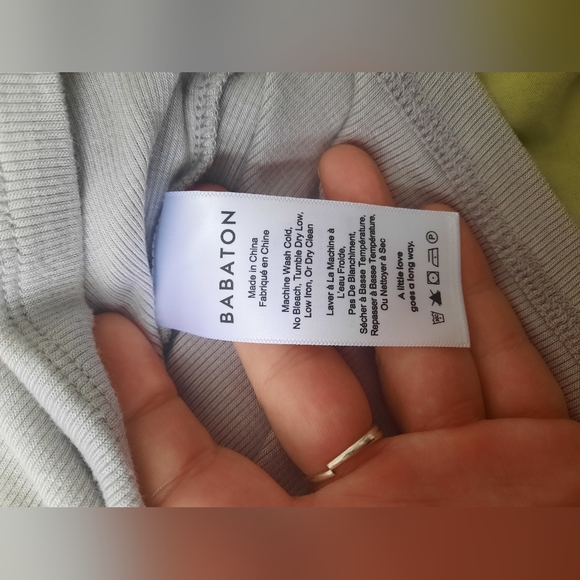 BABATON
Made in China
Fabriqué en Chine
Machine Wash Cold,
No Bleach, Tumble Dry Low,
Low Iron, Or Dry Clean
Laver à La Machine à
L'eau Froide,
Pas De Blanchiment,
Sécher à Basse Température,
Repasser à Basse Température,
Ou Nettoyer à Sec
A little love
goes a long way.